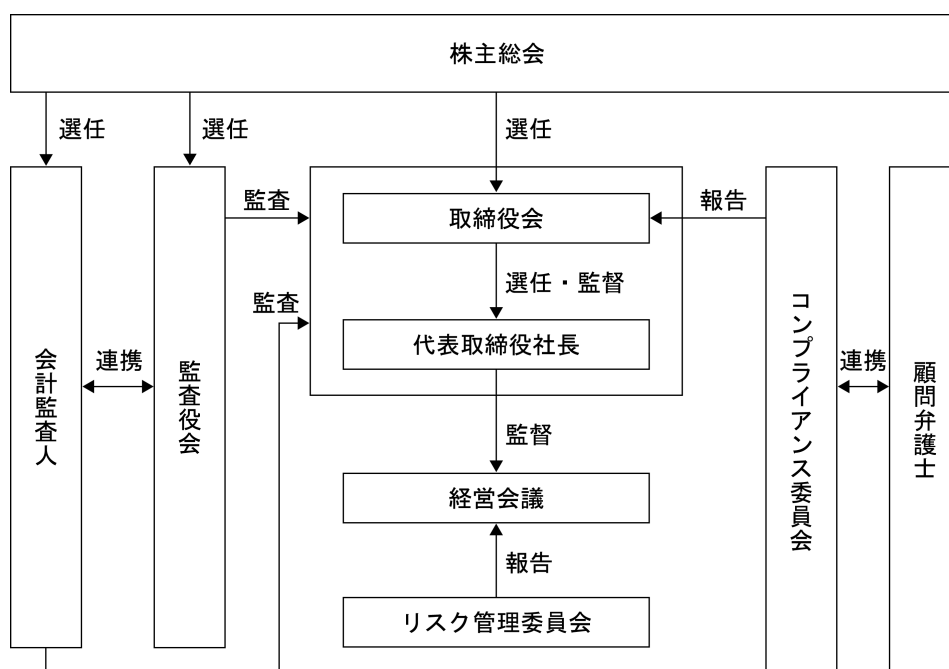 株主総会
選任
選任
選任
監査
取締役会
報告
選任・監督
監査
代表取締役社長
会計監査人
連携
監査役会
監督
経営会議
報告
リスク管理委員会
コンプライアンス委員会
連携
顧問弁護士